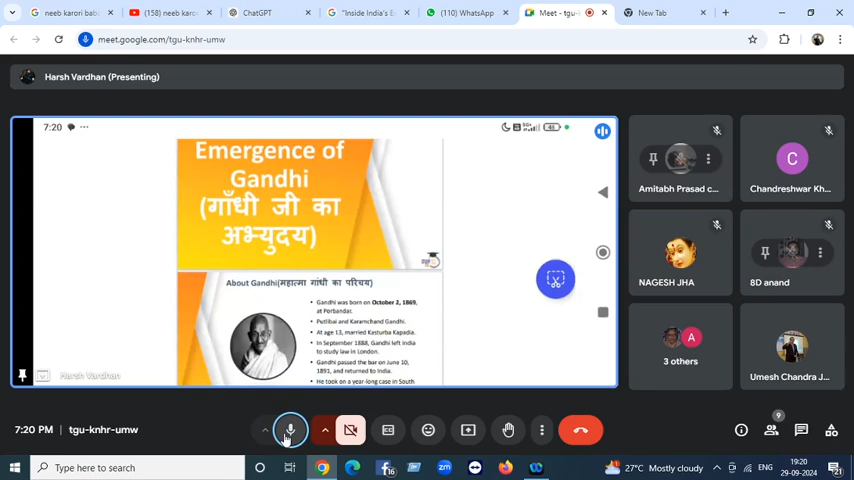 neeb karori bab
(158) neeb karo
ChatGPT
"Inside India's E
(110) WhatsApp
Meet - tgu-
New Tab
meet.google.com/tgu-knhr-umw
Harsh Vardhan (Presenting)
7:20
48
Emergence of
Gandhi
(गाँधी जी का
अभ्युदय)
About Gandhi(महात्मा गांधी का परिचय)
• Gandhi was born on October 2, 1869,
at Porbandar.
• Putlibai and Karamchand Gandhi.
• At age 13, married Kasturba Kapadia.
• In September 1888, Gandhi left India
to study law in London.
• Gandhi passed the bar on June 10,
1891, and returned to India.
• He took on a year-long case in South
Harsh Vardhan
Amitabh Prasad c...
C
Chandreshwar Kh...
NAGESH JHA
8D anand
A
3 others
Umesh Chandra J...
7:20 PM | tgu-knhr-umw
CC
9
Type here to search
16
zm
27°C Mostly cloudy
ENG
19:20
29-09-2024
21